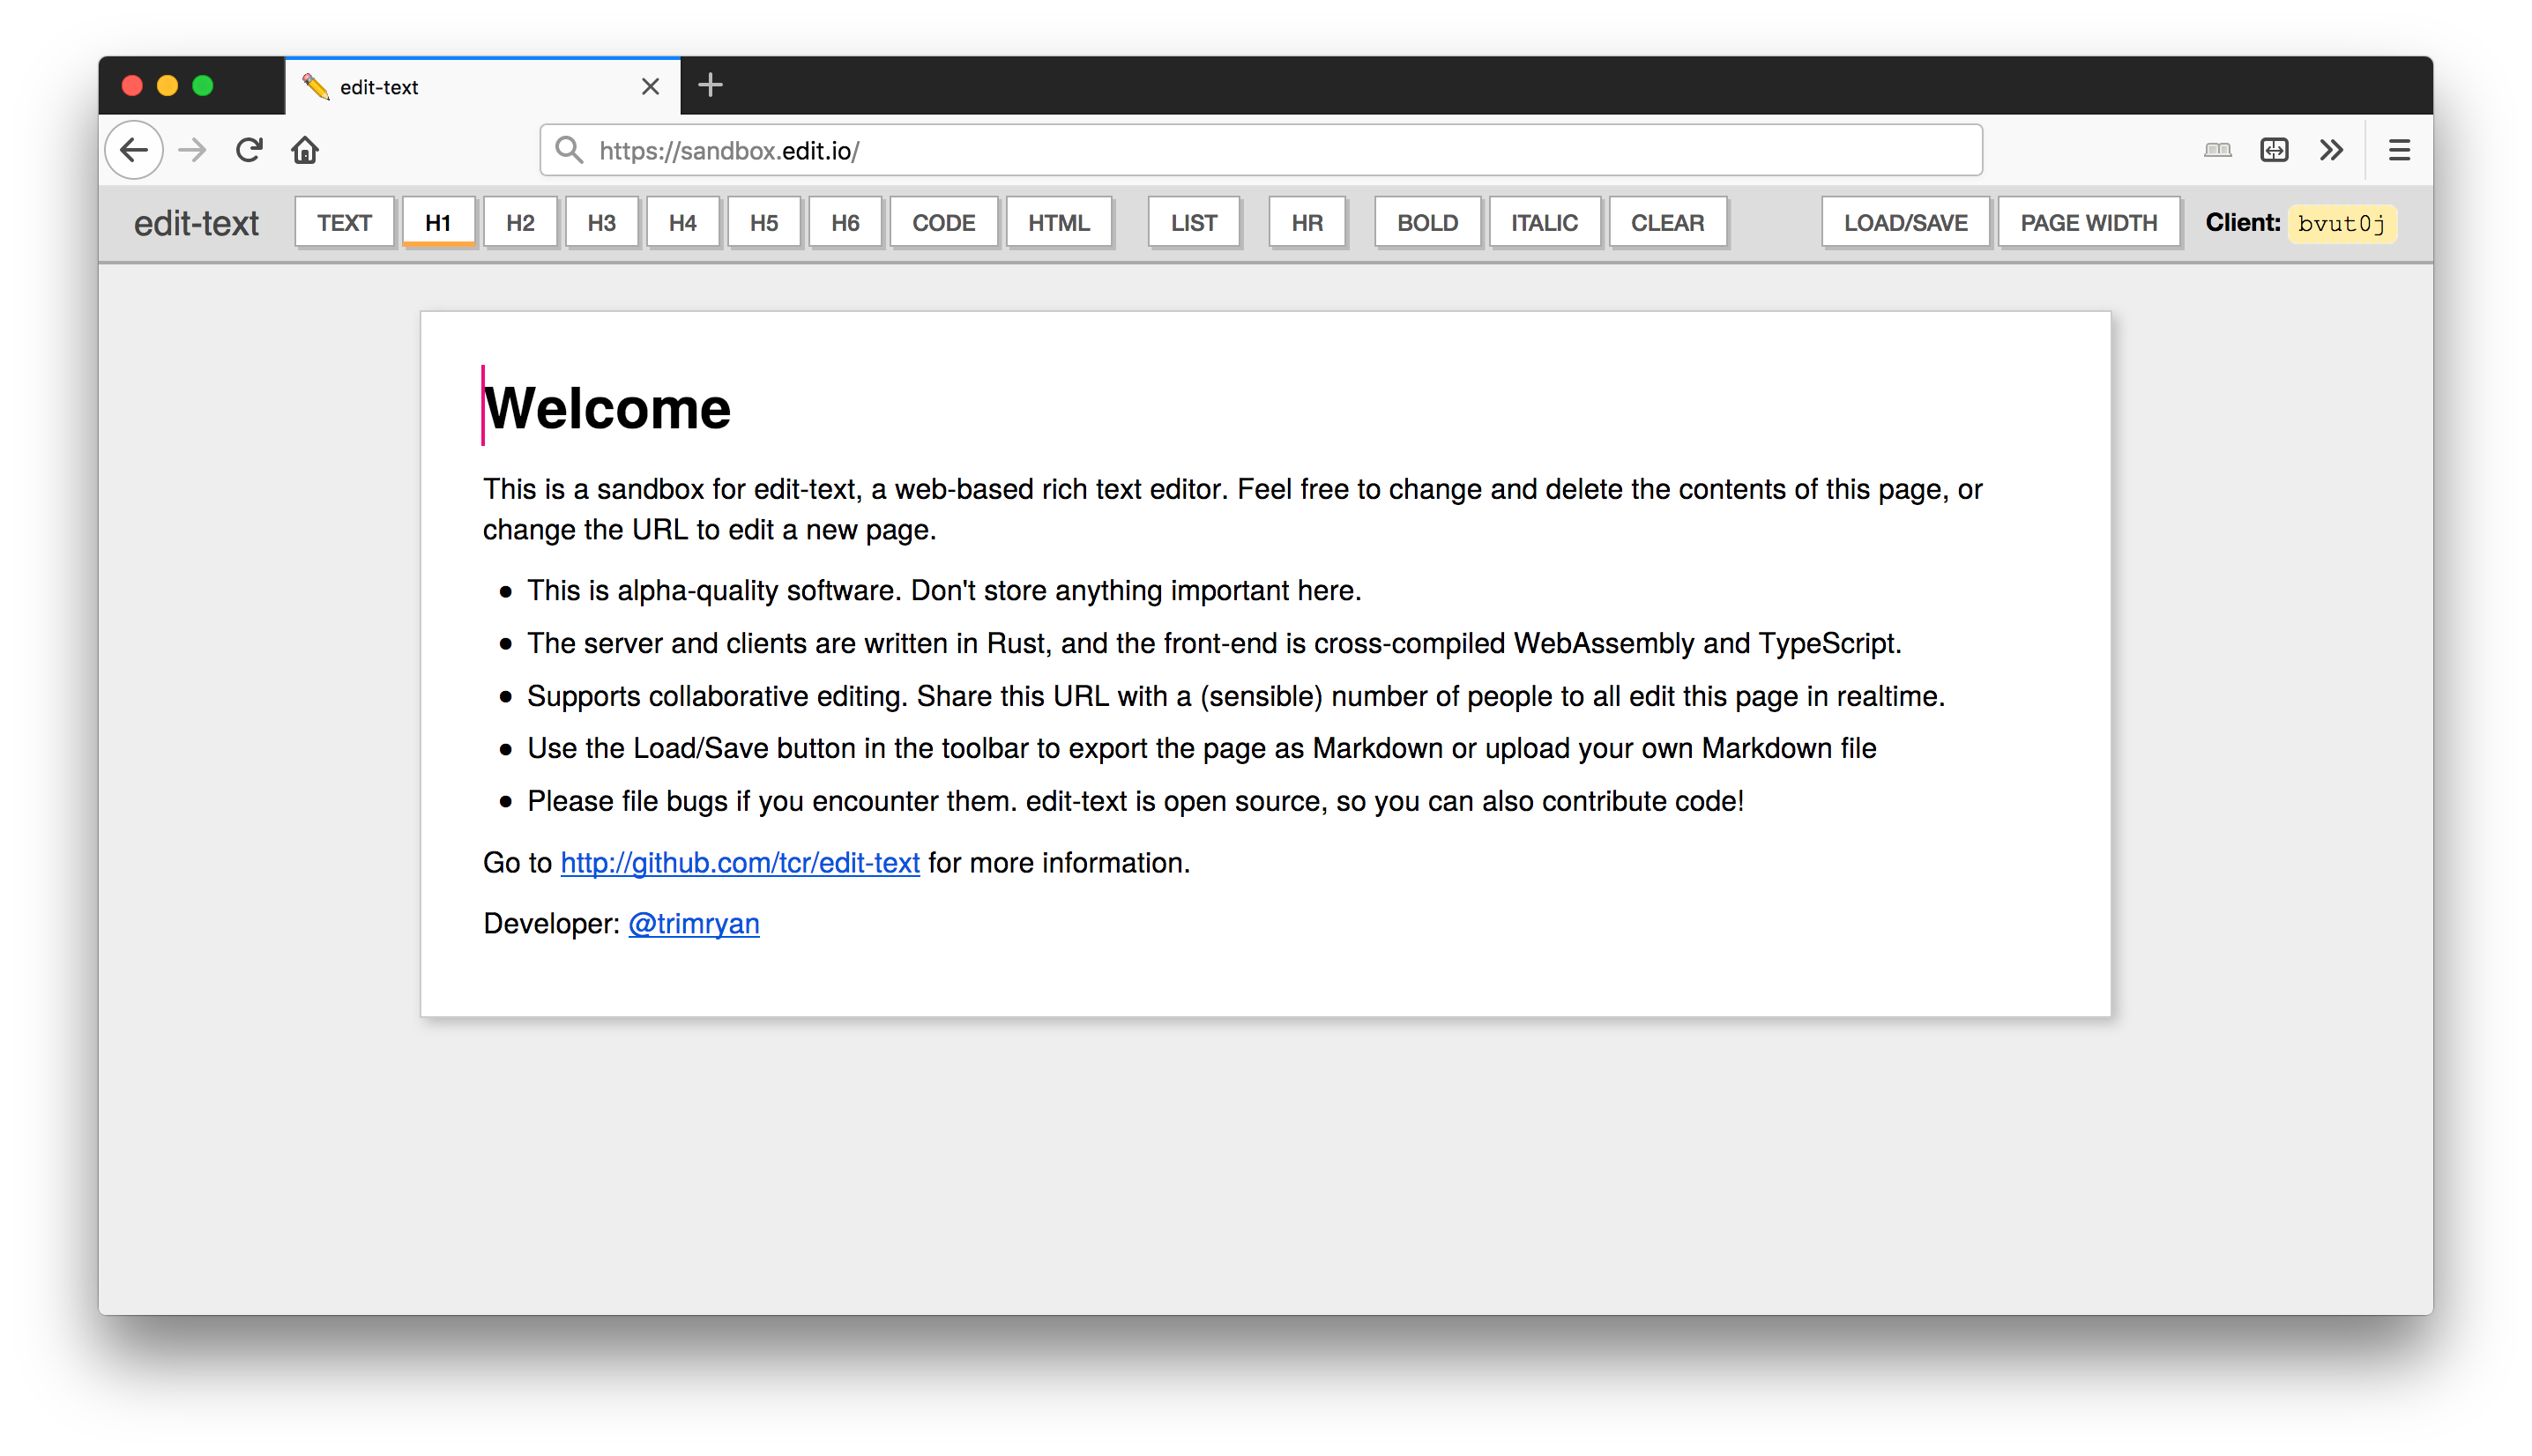 edit-text
https://sandbox.edit.io/
edit-text TEXT H1 H2 H3 H4 H5 H6 CODE HTML LIST HR BOLD ITALIC CLEAR LOAD/SAVE PAGE WIDTH Client: bvut0j
Welcome
This is a sandbox for edit-text, a web-based rich text editor. Feel free to change and delete the contents of this page, or
change the URL to edit a new page.
• This is alpha-quality software. Don't store anything important here.
• The server and clients are written in Rust, and the front-end is cross-compiled WebAssembly and TypeScript.
• Supports collaborative editing. Share this URL with a (sensible) number of people to all edit this page in realtime.
• Use the Load/Save button in the toolbar to export the page as Markdown or upload your own Markdown file
• Please file bugs if you encounter them. edit-text is open source, so you can also contribute code!
Go to http://github.com/tcr/edit-text for more information.
Developer: @trimryan